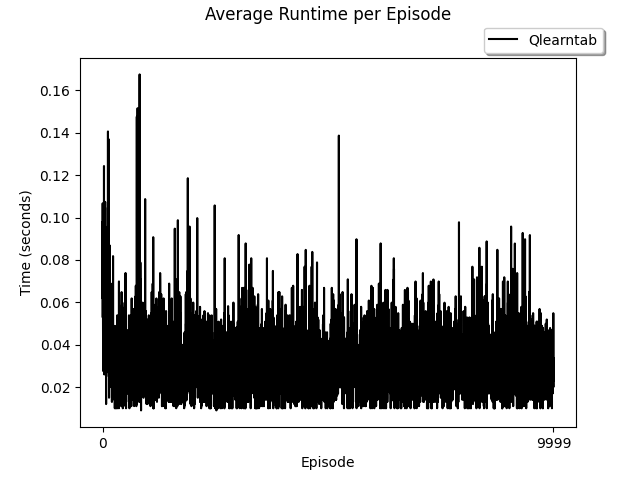 Average Runtime per Episode
Qlearntab
Time (seconds)
0.16
0.14
0.12
0.10
0.08
0.06
0.04
0.02
0 9999
Episode